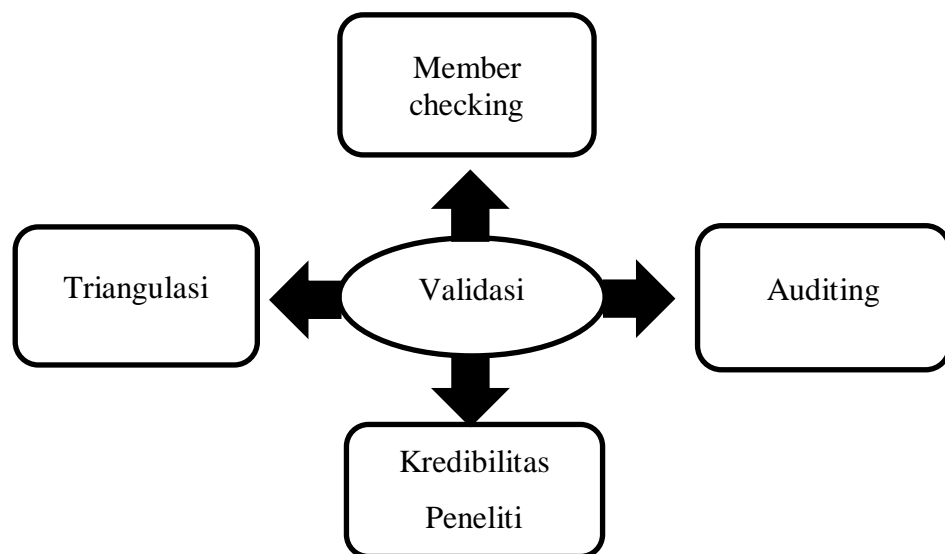 Member
checking
Triangulasi
Validasi
Auditing
Kredibilitas
Peneliti